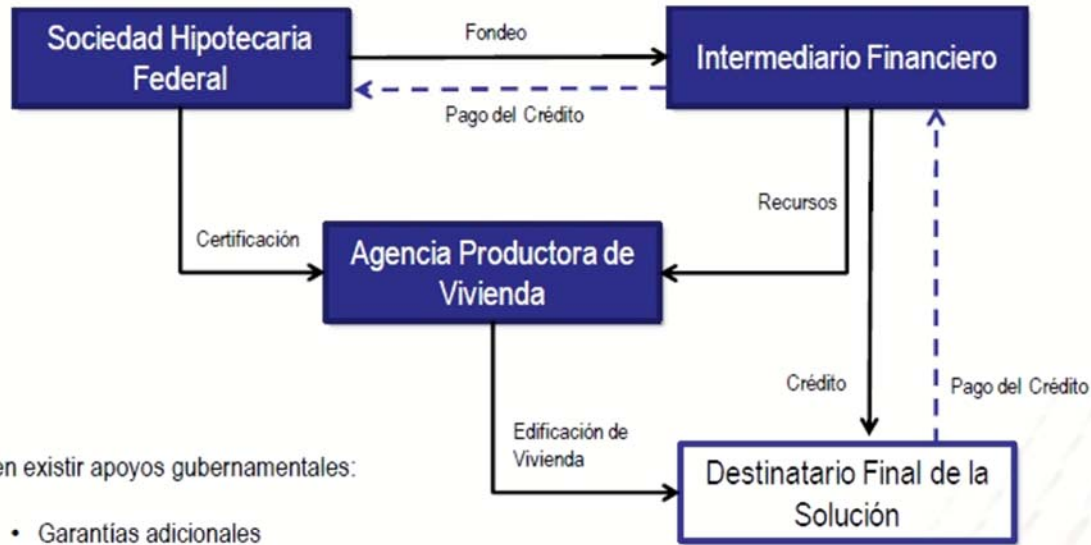 Sociedad Hipotecaria
Federal
Fondeo
Intermediario Financiero
Pago del Crédito
Certificación
Recursos
Agencia Productora de
Vivienda
Crédito
Pago del Crédito
Edificación de
Vivienda
Destinatario Final de la
Solución
en existir apoyos gubernamentales:
• Garantías adicionales